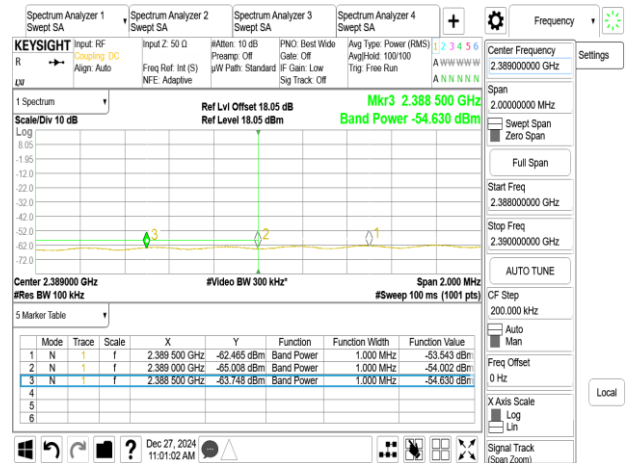 Spectrum Analyzer 1
Swept SA
Spectrum Analyzer 2
Swept SA
Spectrum Analyzer 3
Swept SA
Spectrum Analyzer 4
Swept SA
+
Frequency
KEYSIGHT
R
Input: RF
Coupling: DC
Align: Auto
Input Z: 50 Ω
Freq Ref: Int (S)
NFE: Adaptive
#Atten: 10 dB
Preamp: Off
µW Path: Standard
PNO: Best Wide
Gate: Off
IF Gain: Low
Sig Track: Off
Avg Type: Power (RMS)
Avg|Hold: 100/100
Trig: Free Run
1 2 3 4 5 6
A W W W W W
A N N N N N
1 Spectrum
Scale/Div 10 dB
Ref Lvl Offset 18.05 dB
Ref Level 18.05 dBm
Mkr3 2.388 500 GHz
Band Power -54.630 dBm
Log
8.05
-1.95
-12.0
-22.0
-32.0
-42.0
-52.0
-62.0
-72.0
3
2
1
Center 2.389000 GHz
#Res BW 100 kHz
#Video BW 300 kHz*
Span 2.000 MHz
#Sweep 100 ms (1001 pts)
5 Marker Table
Mode Trace Scale X Y Function Function Width Function Value
1 N 1 f 2.389 500 GHz -62.465 dBm Band Power 1.000 MHz -53.543 dBm
2 N 1 f 2.389 000 GHz -65.008 dBm Band Power 1.000 MHz -54.002 dBm
3 N 1 f 2.388 500 GHz -63.748 dBm Band Power 1.000 MHz -54.630 dBm
4
5
6
?
Dec 27, 2024
11:01:02 AM
Center Frequency
2.389000000 GHz
Settings
Span
2.00000000 MHz
Swept Span
Zero Span
Full Span
Start Freq
2.388000000 GHz
Stop Freq
2.390000000 GHz
AUTO TUNE
CF Step
200.000 kHz
Auto
Man
Freq Offset
0 Hz
X Axis Scale
Log
Lin
Local
Signal Track
(Span Zoom)